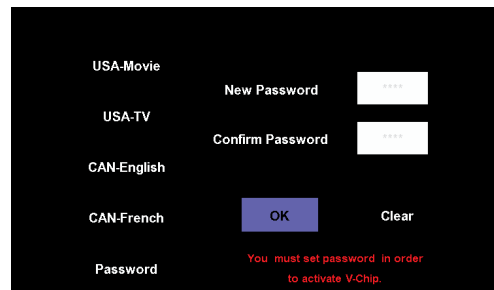 USA-Movie
USA-TV
CAN-English
CAN-French
Password
New Password
****
Confirm Password
****
OK
Clear
You must set password in order
to activate V-Chip.